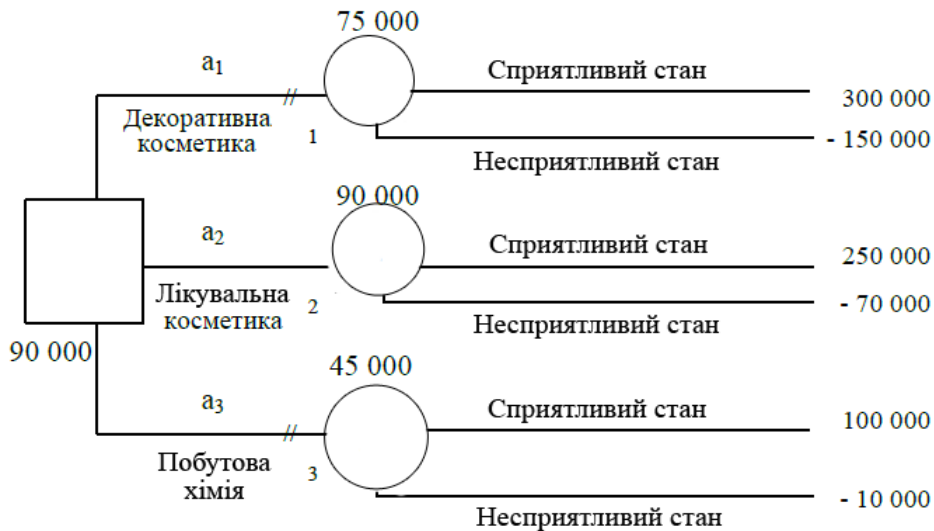 75 000
a1
Сприятливий стан
300 000
//
Декоративна
косметика
1
- 150 000
Несприятливий стан
90 000
a2
Сприятливий стан
250 000
Лікувальна
косметика
2
- 70 000
Несприятливий стан
90 000
45 000
a3
Сприятливий стан
100 000
//
Побутова
хімія
3
- 10 000
Несприятливий стан